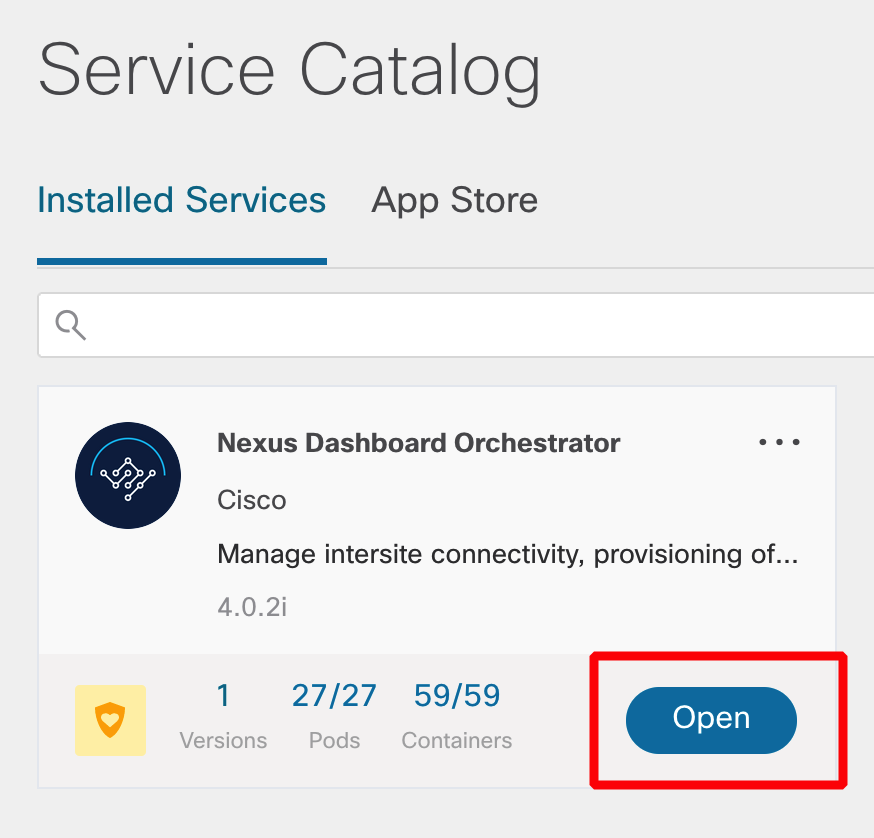 Service Catalog
Installed Services App Store
Nexus Dashboard Orchestrator
Cisco
Manage intersite connectivity, provisioning of...
4.0.2i
1 27/27 59/59
Versions Pods Containers
Open